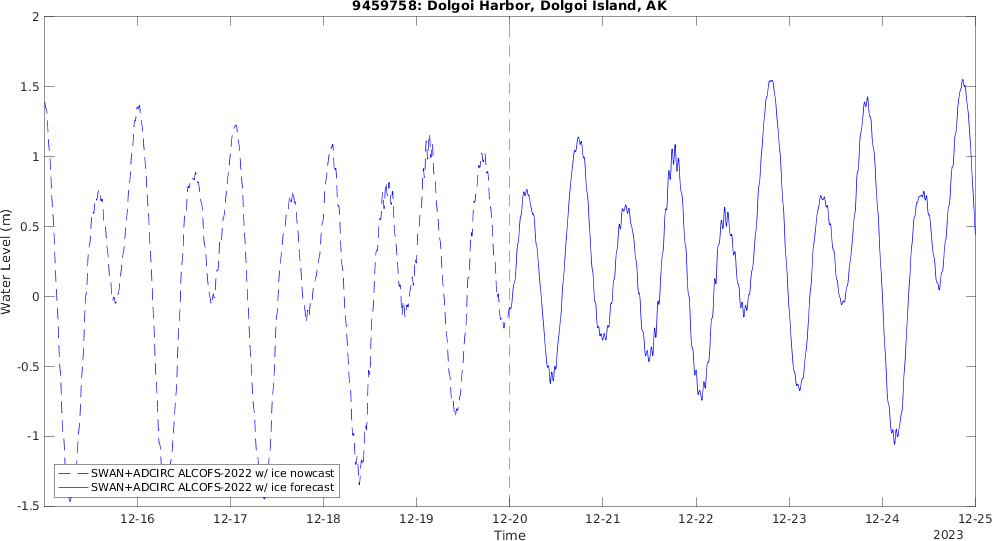 9459758: Dolgoi Harbor, Dolgoi Island, AK
2
1.5
1
0.5
0
-0.5
-1
-1.5
Water Level (m)
SWAN+ADCIRC ALCOFS-2022 w/ ice nowcast
SWAN+ADCIRC ALCOFS-2022 w/ ice forecast
12-16 12-17 12-18 12-19 12-20 12-21 12-22 12-23 12-24 12-25
Time
2023